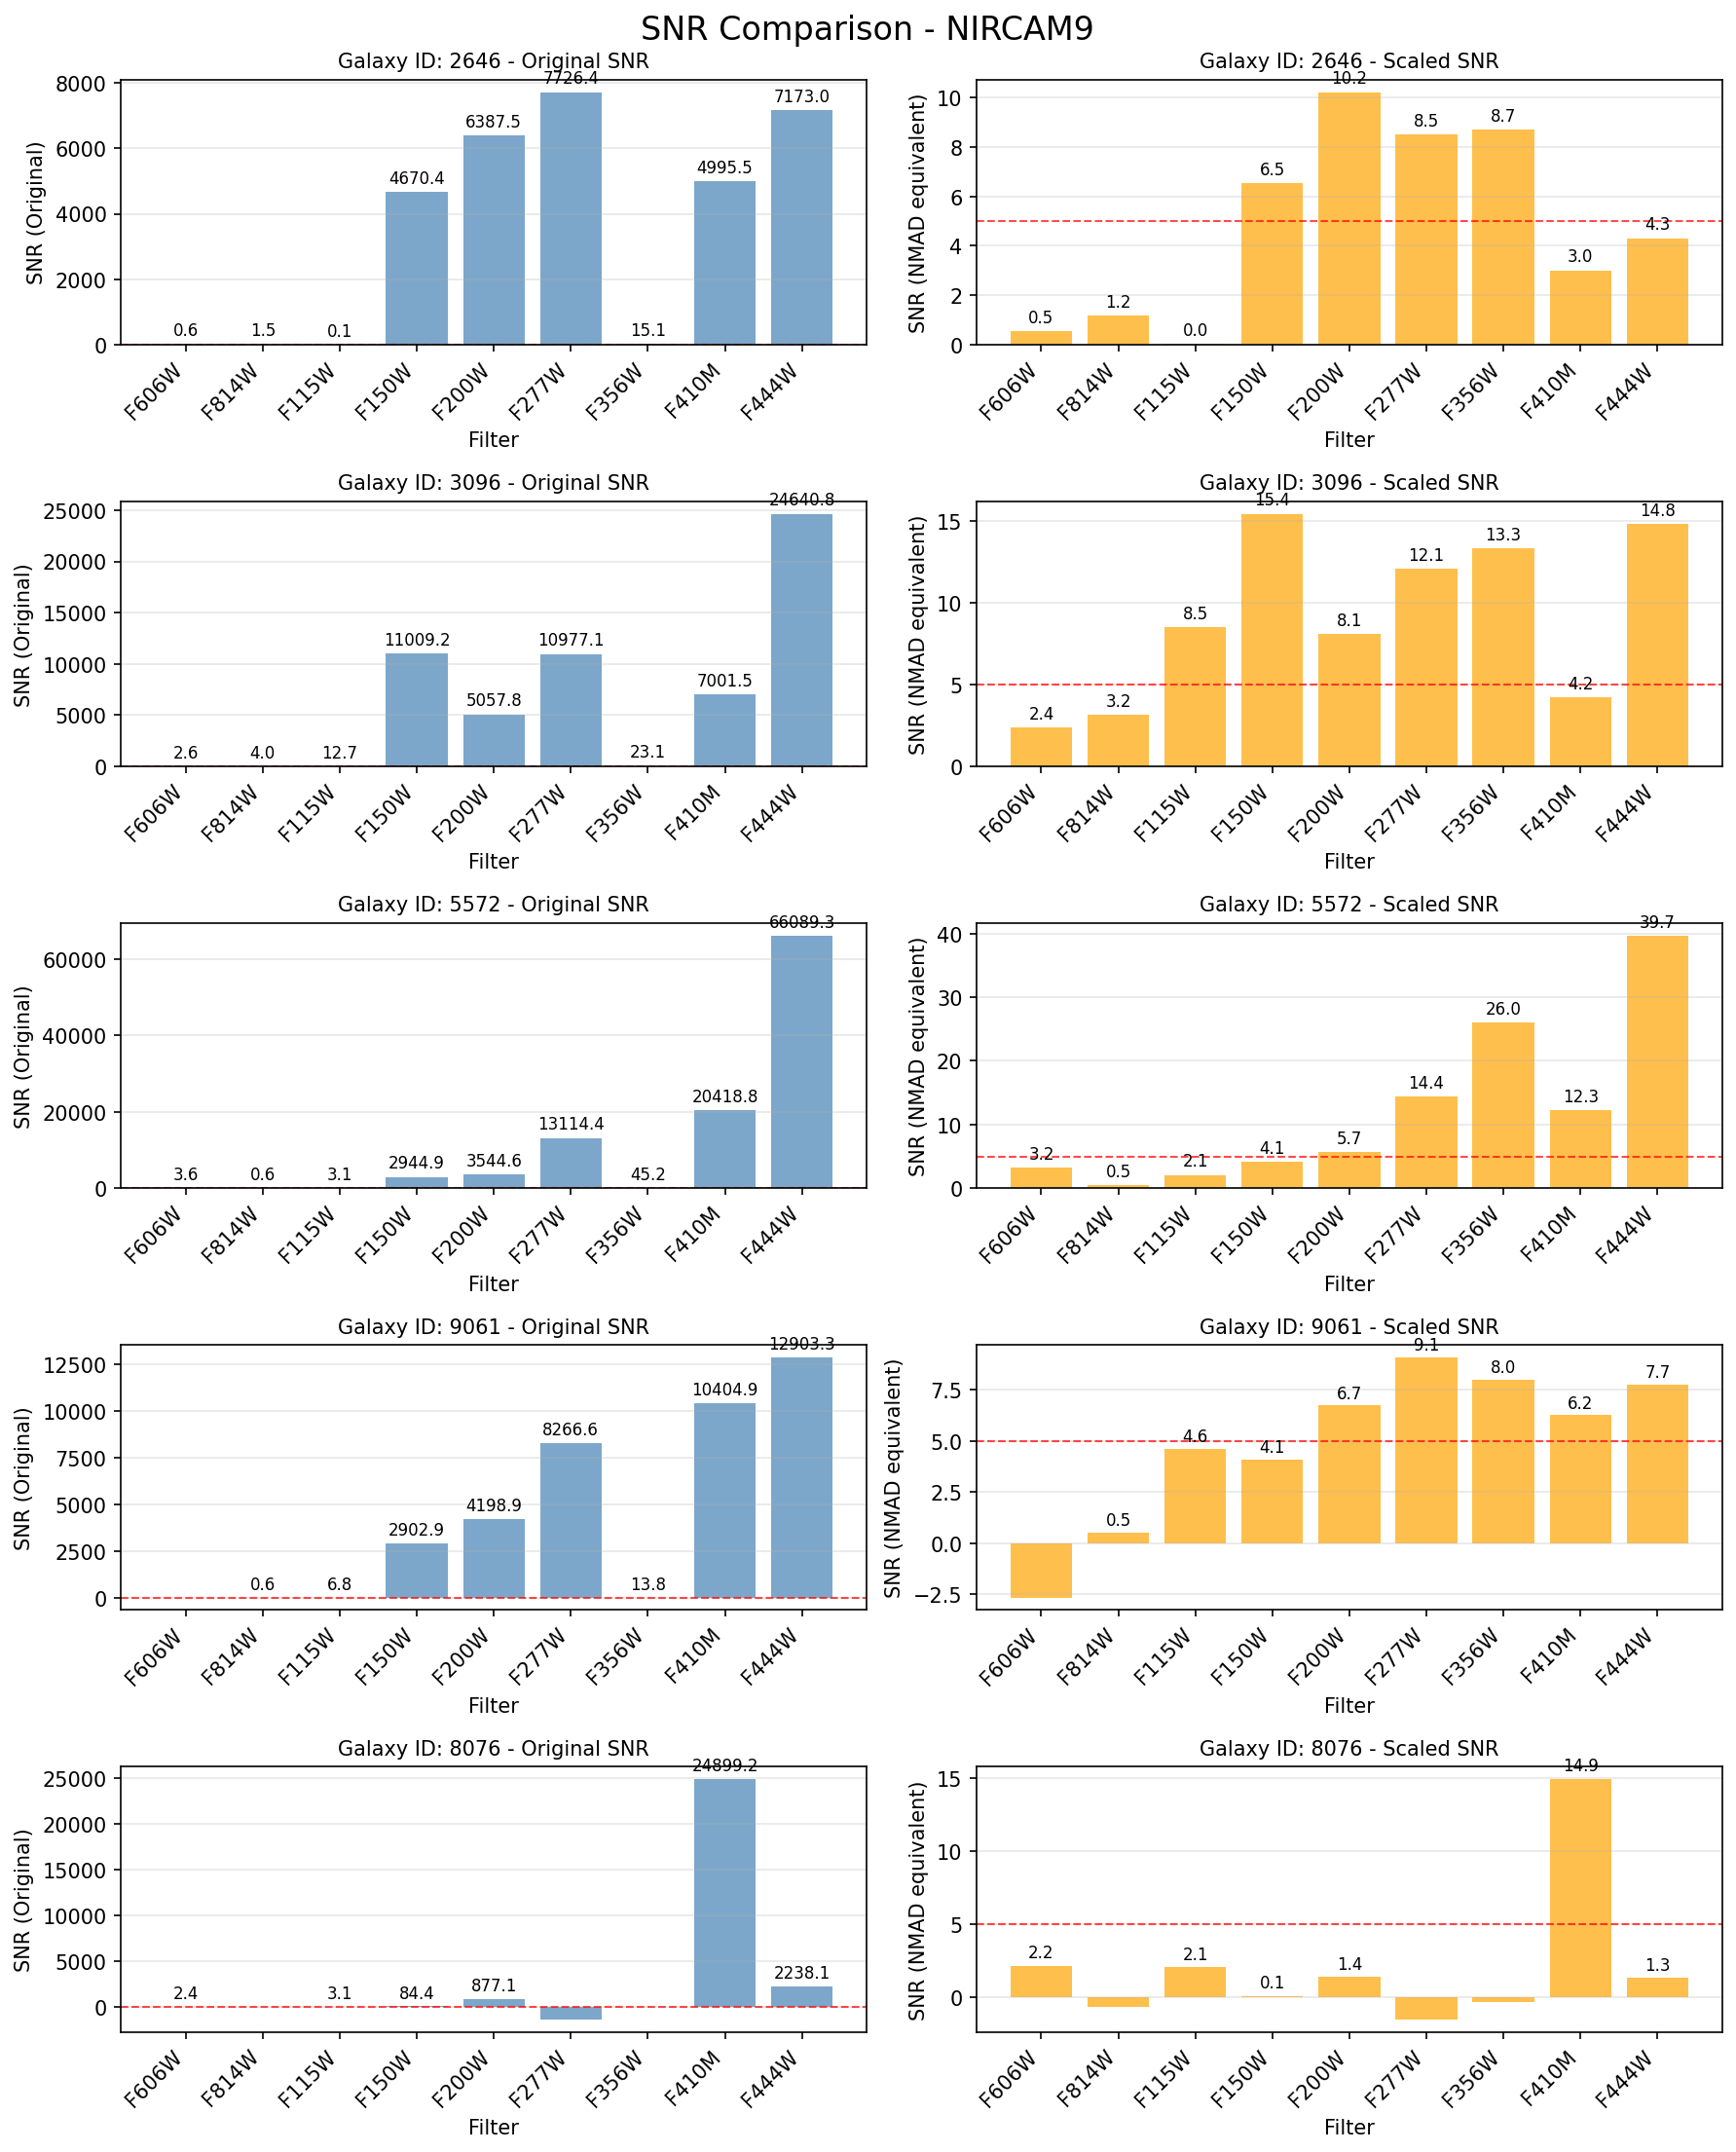 SNR Comparison - NIRCAM9
Galaxy ID: 2646 - Original SNR
SNR (Original)
8000
6000
4000
2000
0
0.6
1.5
0.1
4670.4
6387.5
7726.4
15.1
4995.5
7173.0
F606W
F814W
F115W
F150W
F200W
F277W
F356W
F410M
F444W
Filter
Galaxy ID: 2646 - Scaled SNR
SNR (NMAD equivalent)
10
8
6
4
2
0
0.5
1.2
0.0
6.5
10.2
8.5
8.7
3.0
4.3
F606W
F814W
F115W
F150W
F200W
F277W
F356W
F410M
F444W
Filter
Galaxy ID: 3096 - Original SNR
SNR (Original)
25000
20000
15000
10000
5000
0
2.6
4.0
12.7
11009.2
5057.8
10977.1
23.1
7001.5
24640.8
F606W
F814W
F115W
F150W
F200W
F277W
F356W
F410M
F444W
Filter
Galaxy ID: 3096 - Scaled SNR
SNR (NMAD equivalent)
15
10
5
0
2.4
3.2
8.5
15.4
8.1
12.1
13.3
4.2
14.8
F606W
F814W
F115W
F150W
F200W
F277W
F356W
F410M
F444W
Filter
Galaxy ID: 5572 - Original SNR
SNR (Original)
60000
40000
20000
0
3.6
0.6
3.1
2944.9
3544.6
13114.4
45.2
20418.8
66089.3
F606W
F814W
F115W
F150W
F200W
F277W
F356W
F410M
F444W
Filter
Galaxy ID: 5572 - Scaled SNR
SNR (NMAD equivalent)
40
30
20
10
0
3.2
0.5
2.1
4.1
5.7
14.4
26.0
12.3
39.7
F606W
F814W
F115W
F150W
F200W
F277W
F356W
F410M
F444W
Filter
Galaxy ID: 9061 - Original SNR
SNR (Original)
12500
10000
7500
5000
2500
0
0.6
6.8
2902.9
4198.9
8266.6
13.8
10404.9
12903.3
F606W
F814W
F115W
F150W
F200W
F277W
F356W
F410M
F444W
Filter
Galaxy ID: 9061 - Scaled SNR
SNR (NMAD equivalent)
7.5
5.0
2.5
0.0
−2.5
0.5
4.6
4.1
6.7
9.1
8.0
6.2
7.7
F606W
F814W
F115W
F150W
F200W
F277W
F356W
F410M
F444W
Filter
Galaxy ID: 8076 - Original SNR
SNR (Original)
25000
20000
15000
10000
5000
0
2.4
3.1
84.4
877.1
24899.2
2238.1
F606W
F814W
F115W
F150W
F200W
F277W
F356W
F410M
F444W
Filter
Galaxy ID: 8076 - Scaled SNR
SNR (NMAD equivalent)
15
10
5
0
2.2
2.1
0.1
1.4
14.9
1.3
F606W
F814W
F115W
F150W
F200W
F277W
F356W
F410M
F444W
Filter